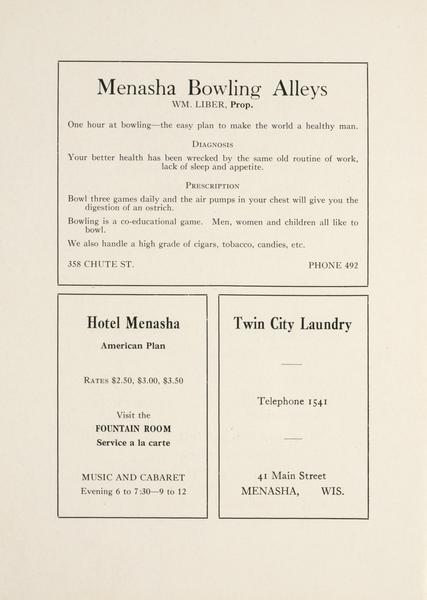 Menasha Bowling Alleys
WM. LIBER, Prop.
One hour at bowling—the easy plan to make the world a healthy man.
Diagnosis
Your better health has been wrecked by the same old routine of work,
lack of sleep and appetite.
Prescription
Bowl three games daily and the air pumps in your chest will give you the
digestion of an ostrich.
Bowling is a co-educational game. Men, women and children all like to
bowl.
We also handle a high grade of cigars, tobacco, candies, etc.
358 CHUTE ST. PHONE 492
Hotel Menasha
American Plan
Rates $2.50, $3.00, $3.50
Visit the
FOUNTAIN ROOM
Service a la carte
MUSIC AND CABARET
Evening 6 to 7:30—9 to 12
Twin City Laundry
Telephone 1541
41 Main Street
MENASHA, WIS.